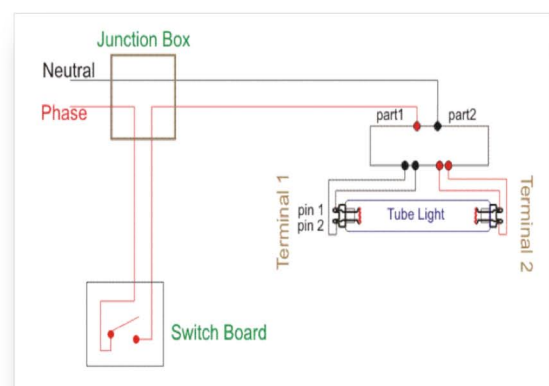 Junction Box
Neutral
Phase
part1 part2
Terminal 1
pin 1
pin 2
Tube Light
Terminal 2
Switch Board